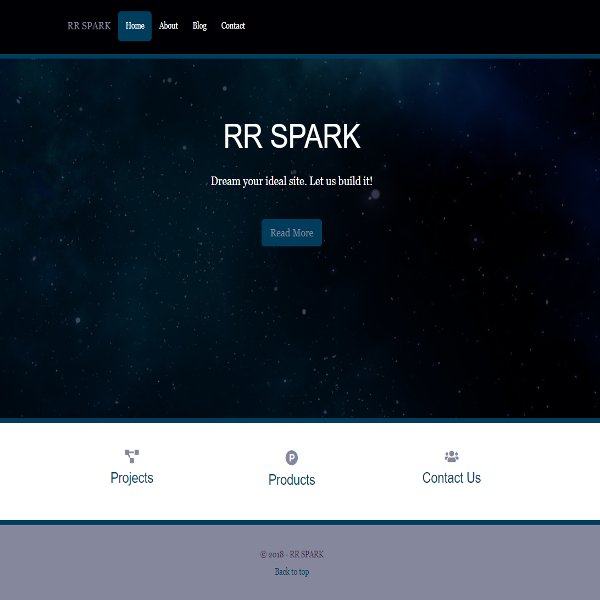 RR SPARK Home About Blog Contact
RR SPARK
Dream your ideal site. Let us build it!
Read More
P
Projects Products Contact Us
© 2018 - RR SPARK
Back to top